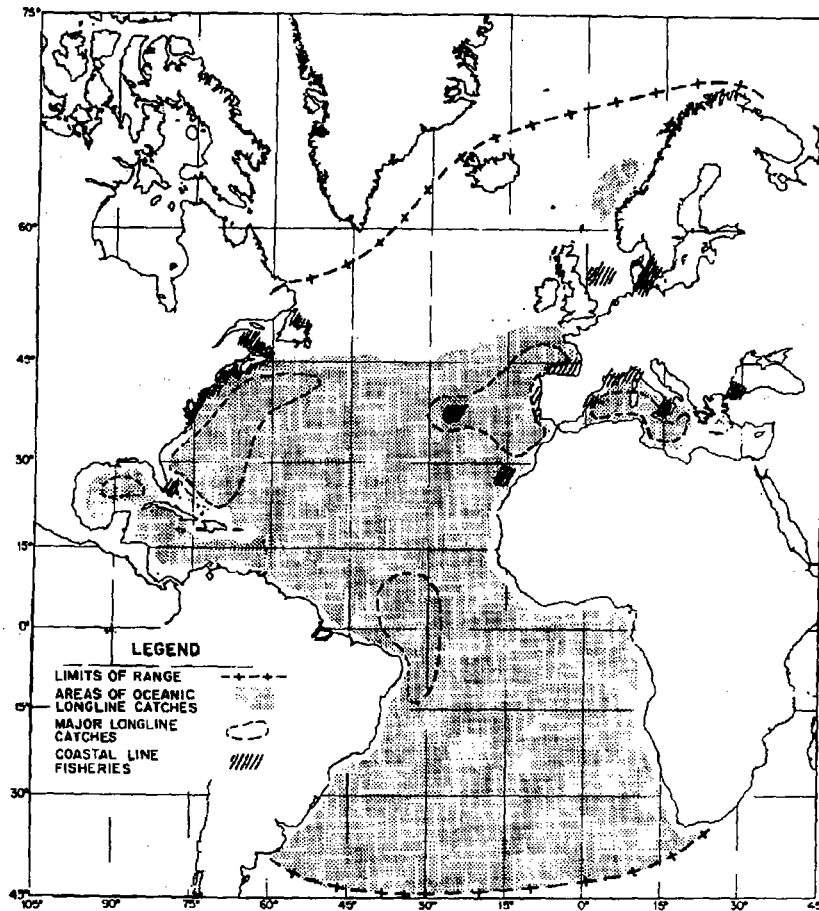 75°
60°
45°
30°
15°
0°
15°
30°
45°
105°
90°
75°
60°
45°
30°
15°
0°
15°
30°
45°
LEGEND
LIMITS OF RANGE
AREAS OF OCEANIC
LONGLINE CATCHES
MAJOR LONGLINE
CATCHES
COASTAL LINE
FISHERIES